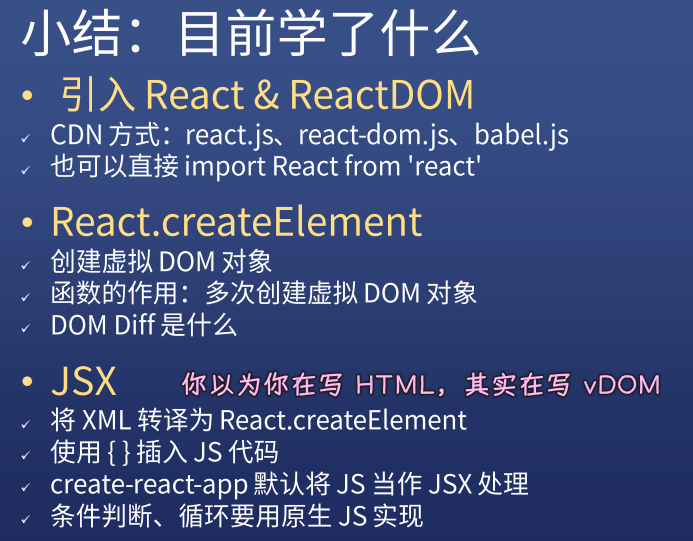 小结：目前学了什么
• 引入 React & ReactDOM
✓ CDN 方式：react.js、react-dom.js、babel.js
✓ 也可以直接 import React from 'react'
• React.createElement
✓ 创建虚拟 DOM 对象
✓ 函数的作用：多次创建虚拟 DOM 对象
✓ DOM Diff 是什么
• JSX 你以为你在写 HTML，其实在写 vDOM
✓ 将 XML 转译为 React.createElement
✓ 使用 { } 插入 JS 代码
✓ create-react-app 默认将 JS 当作 JSX 处理
✓ 条件判断、循环要用原生 JS 实现